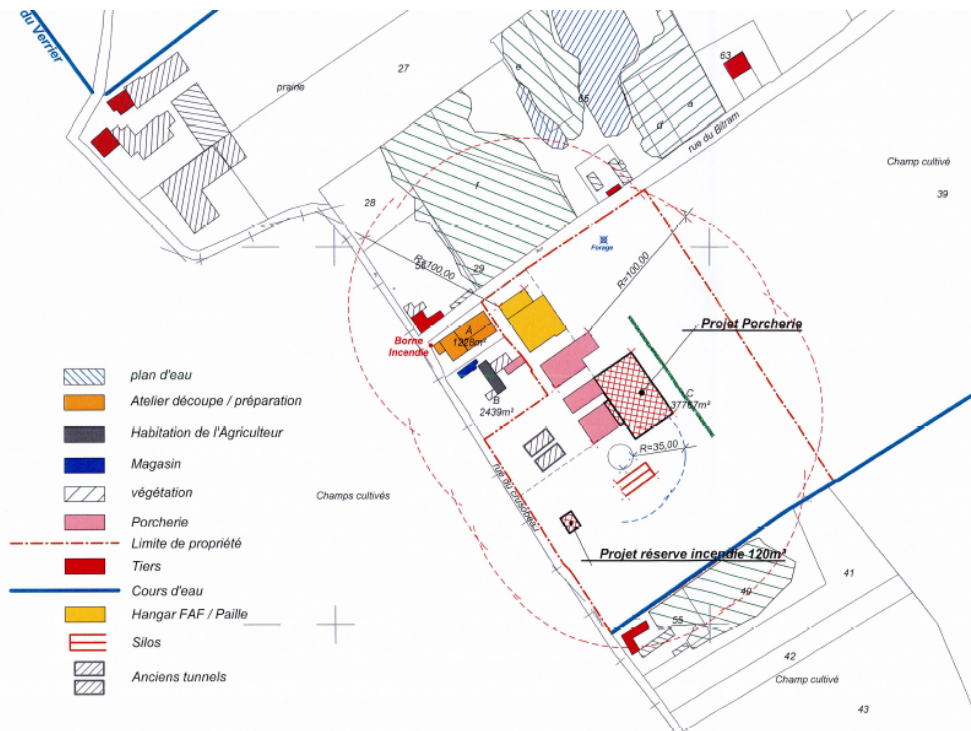 du Verrier
prairie
27
e
65
63
a
d
rue du Bitram
Champ cultivé
39
f
28
29
R=100,00
56
Forage
R=100,00
Borne
Incendie
A
1228m²
Projet Porcherie
B
2439m²
C
37767m²
R=35,00
Champs cultivés
Projet réserve incendie 120m³
40
41
55
42
Champ cultivé
43
plan d'eau
Atelier découpe / préparation
Habitation de l'Agriculteur
Magasin
végétation
Porcherie
Limite de propriété
Tiers
Cours d'eau
Hangar FAF / Paille
Silos
Anciens tunnels